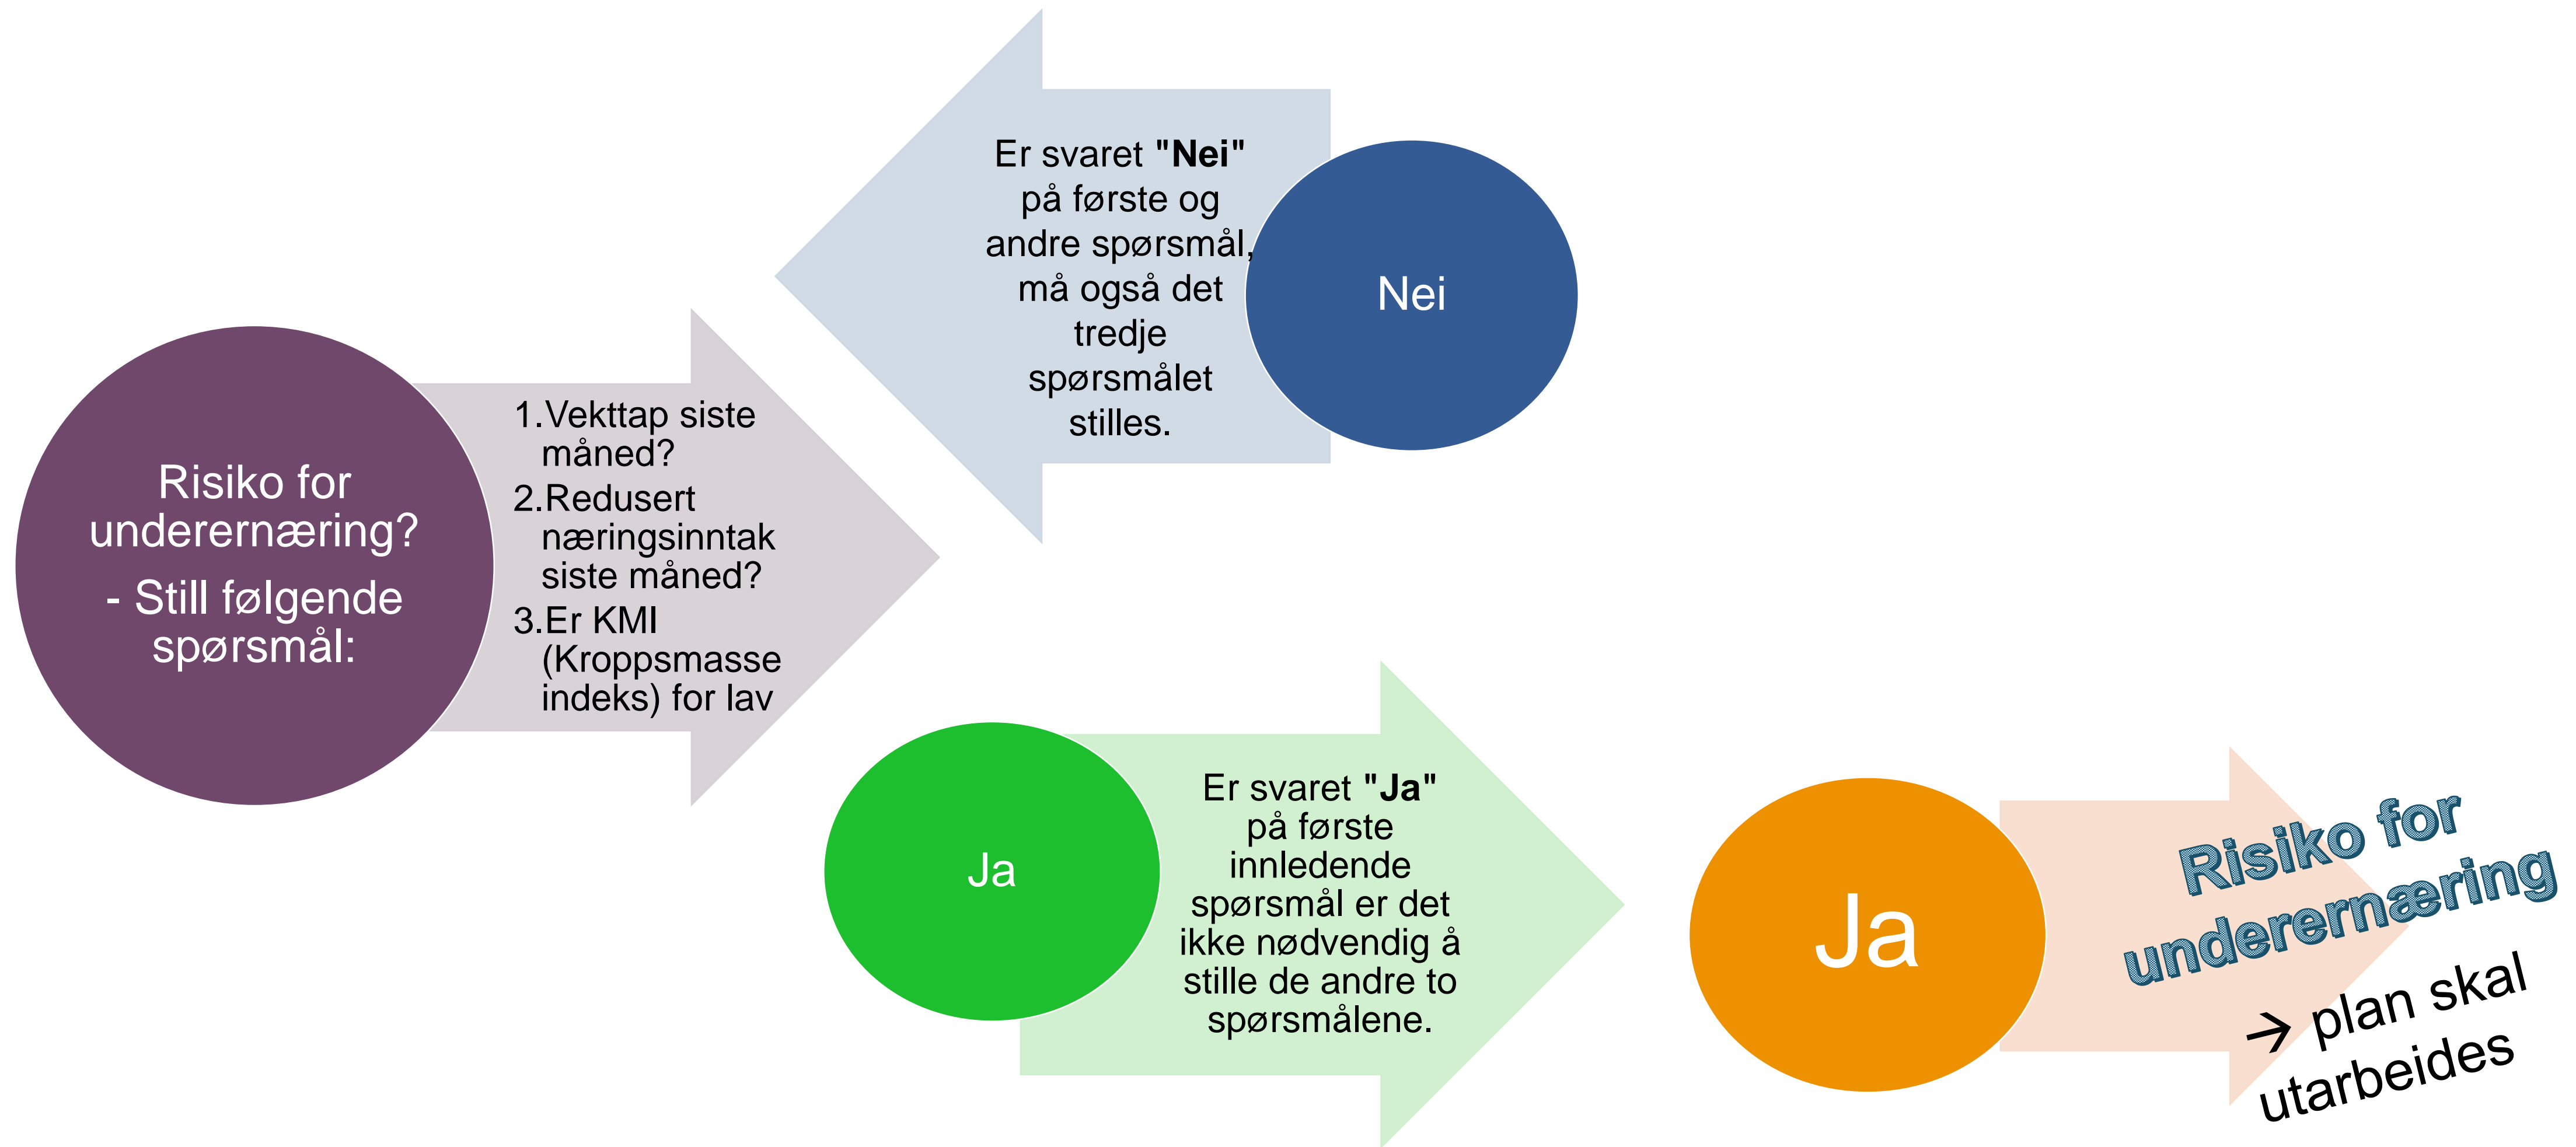 Risiko for
underernæring?
- Still følgende
spørsmål:
1.Vekttap siste
måned?
2.Redusert
næringsinntak
siste måned?
3.Er KMI
(Kroppsmasse
indeks) for lav
Er svaret "Nei"
på første og
andre spørsmål,
må også det
tredje
spørsmålet
stilles.
Nei
Ja
Er svaret "Ja"
på første
innledende
spørsmål er det
ikke nødvendig å
stille de andre to
spørsmålene.
Ja
Risiko for
underernæring
→ plan skal
utarbeides